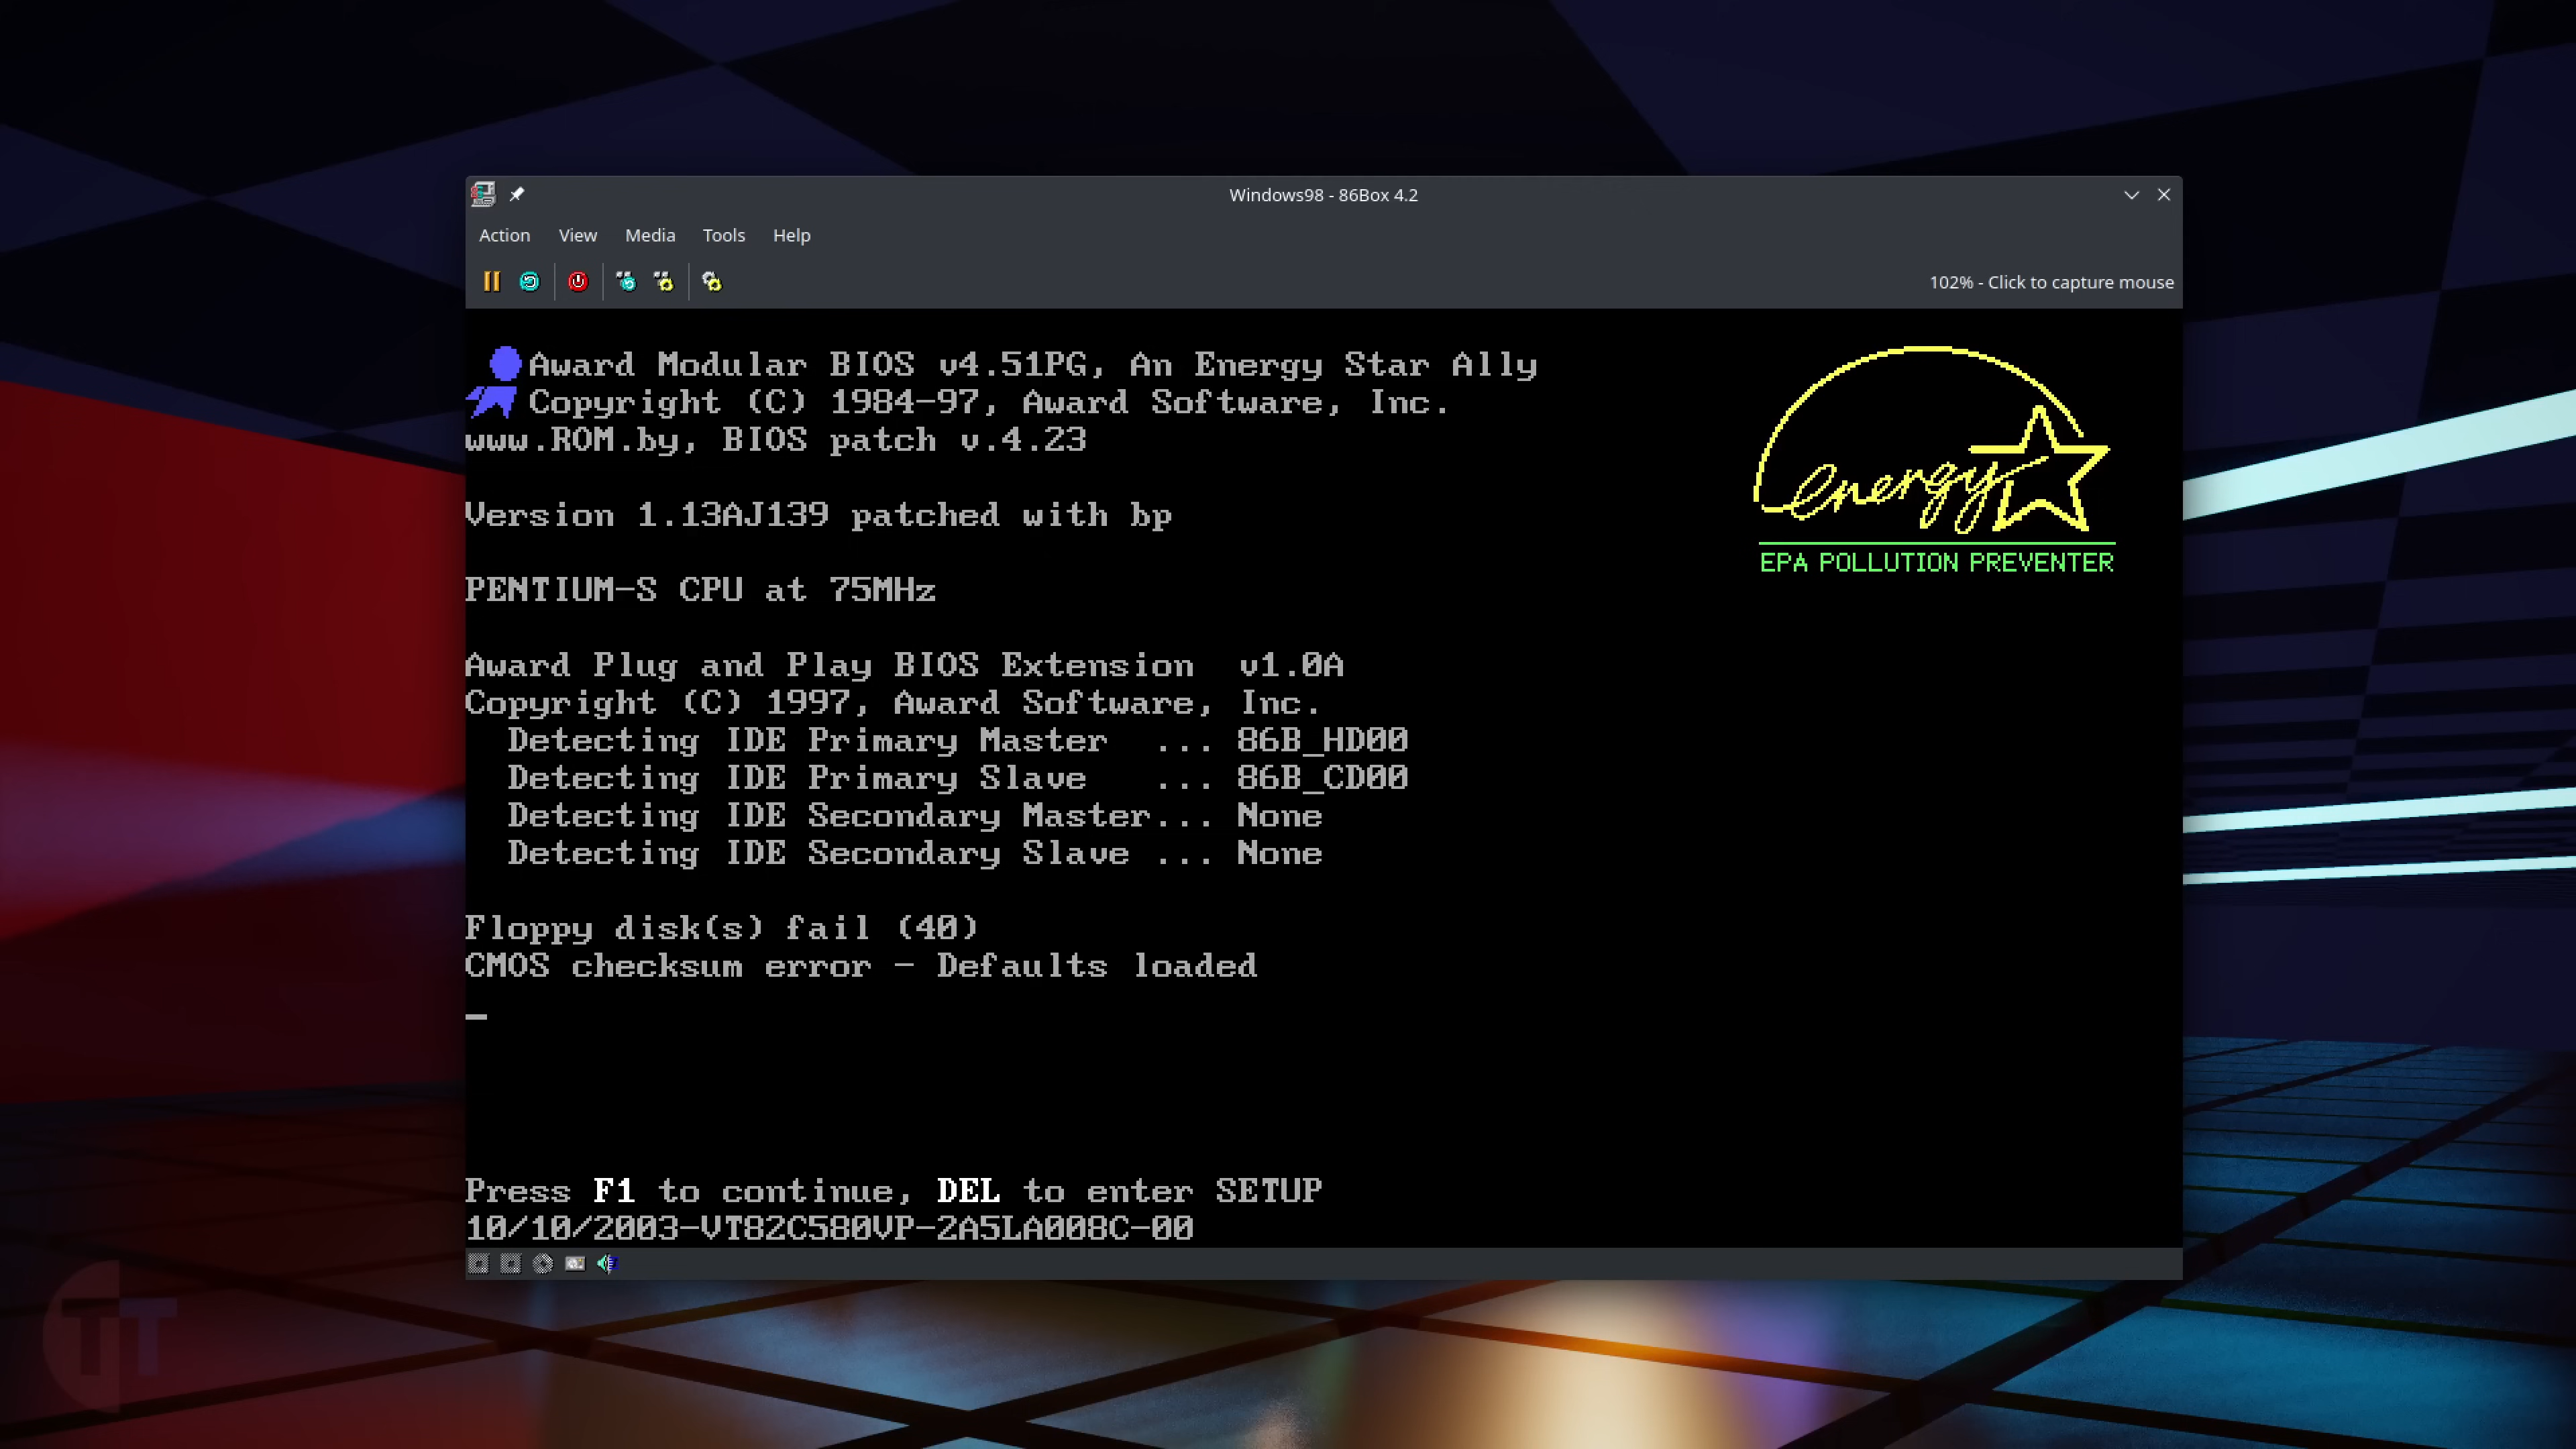 Windows98 - 86Box 4.2
Action View Media Tools Help
102% - Click to capture mouse
Award Modular BIOS v4.51PG, An Energy Star Ally
Copyright (C) 1984-97, Award Software, Inc.
www.ROM.by, BIOS patch v.4.23
energy
EPA POLLUTION PREVENTER
Version 1.13AJ139 patched with bp
PENTIUM-S CPU at 75MHz
Award Plug and Play BIOS Extension v1.0A
Copyright (C) 1997, Award Software, Inc.
Detecting IDE Primary Master ... 86B_HD00
Detecting IDE Primary Slave ... 86B_CD00
Detecting IDE Secondary Master... None
Detecting IDE Secondary Slave ... None
Floppy disk(s) fail (40)
CMOS checksum error - Defaults loaded
_
Press F1 to continue, DEL to enter SETUP
10/10/2003-VT82C580VP-2A5LA008C-00
TT